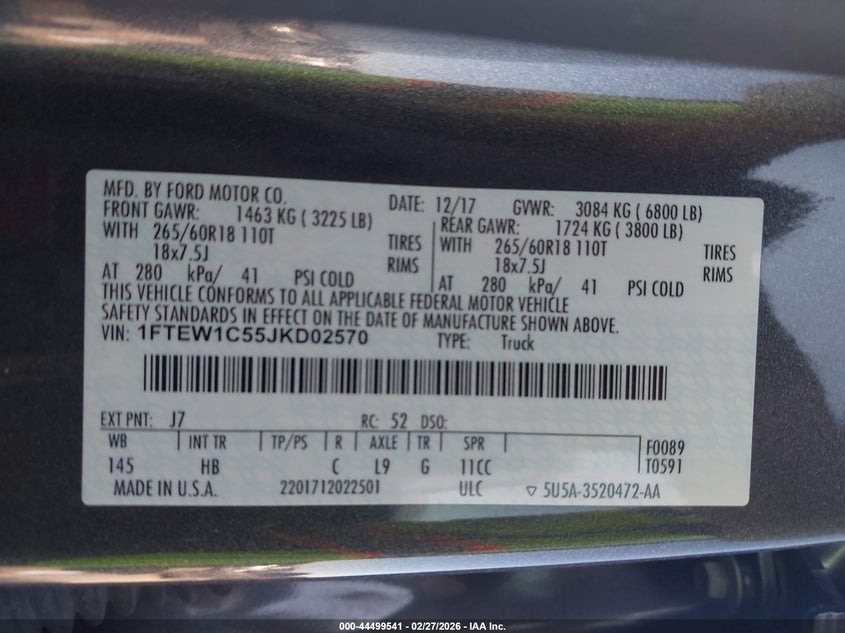 MFD. BY FORD MOTOR CO.
DATE: 12/17 GVWR: 3084 KG ( 6800 LB)
FRONT GAWR: 1463 KG ( 3225 LB)
REAR GAWR: 1724 KG ( 3800 LB)
WITH 265/60R18 110T TIRES
WITH 265/60R18 110T TIRES
18x7.5J RIMS
18x7.5J RIMS
AT 280 kPa/ 41 PSI COLD
AT 280 kPa/ 41 PSI COLD
THIS VEHICLE CONFORMS TO ALL APPLICABLE FEDERAL MOTOR VEHICLE
SAFETY STANDARDS IN EFFECT ON THE DATE OF MANUFACTURE SHOWN ABOVE.
VIN: 1FTEW1C55JKD02570 TYPE: Truck
EXT PNT: J7 RC: 52 DSO:
WB INT TR TP/PS R AXLE TR SPR F0089
145 HB C L9 G 11CC T0591
MADE IN U.S.A. 2201712022501 ULC ▽ 5U5A-3520472-AA
000-44499541 - 02/27/2026 - IAA Inc.